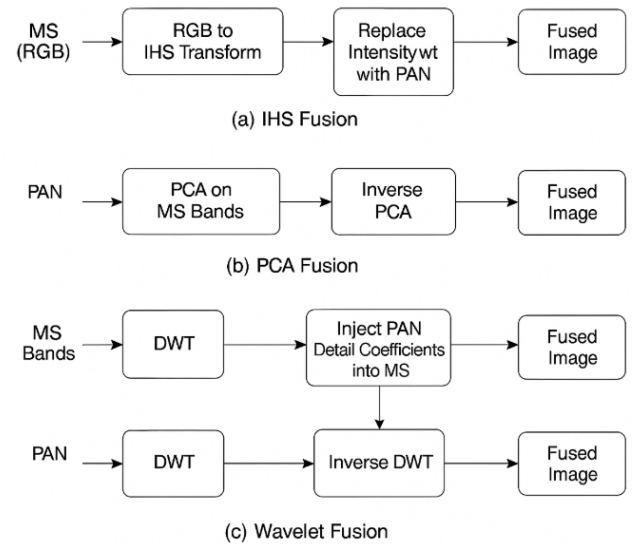 MS
(RGB)
RGB to
IHS Transform
Replace
Intensitywt
with PAN
Fused
Image
(a) IHS Fusion
PAN
PCA on
MS Bands
Inverse
PCA
Fused
Image
(b) PCA Fusion
MS
Bands
DWT
Inject PAN
Detail Coefficients
into MS
Fused
Image
PAN
DWT
Inverse DWT
Fused
Image
(c) Wavelet Fusion